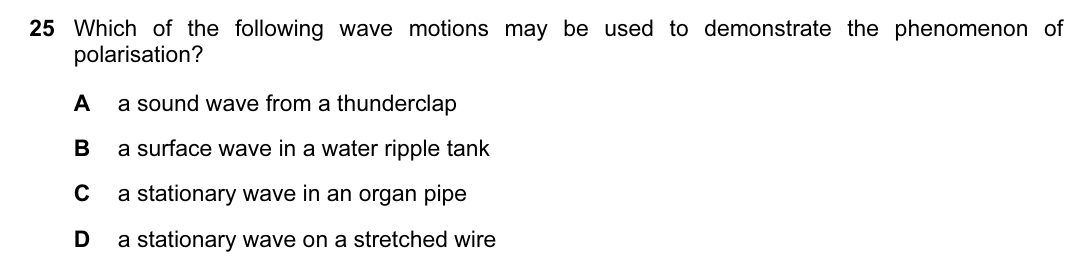 25 Which of the following wave motions may be used to demonstrate the phenomenon of
polarisation?
A a sound wave from a thunderclap
B a surface wave in a water ripple tank
C a stationary wave in an organ pipe
D a stationary wave on a stretched wire